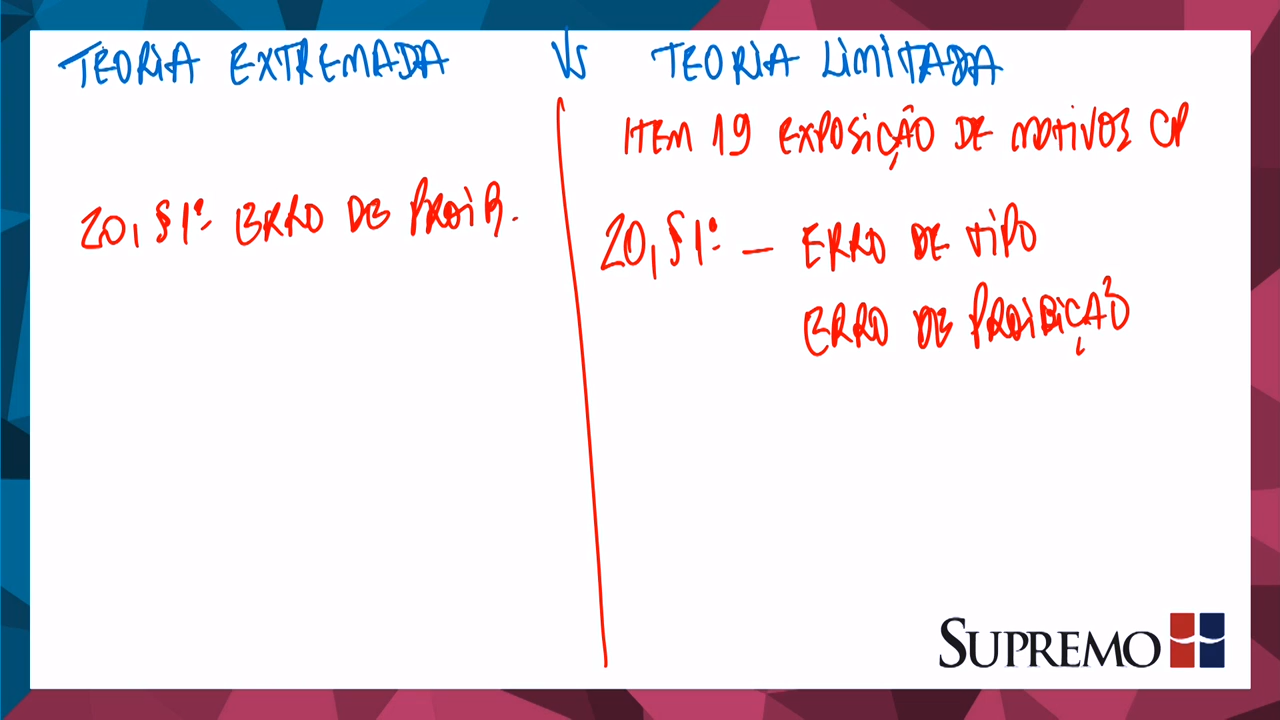 TEORIA EXTREMADA VS TEORIA LIMITADA
ITEM 19 EXPOSIÇÃO DE MOTIVOS CP
20, §1º ERRO DE PROIB.
20, §1º - ERRO DE TIPO
ERRO DE PROIBIÇÃO
SUPREMO